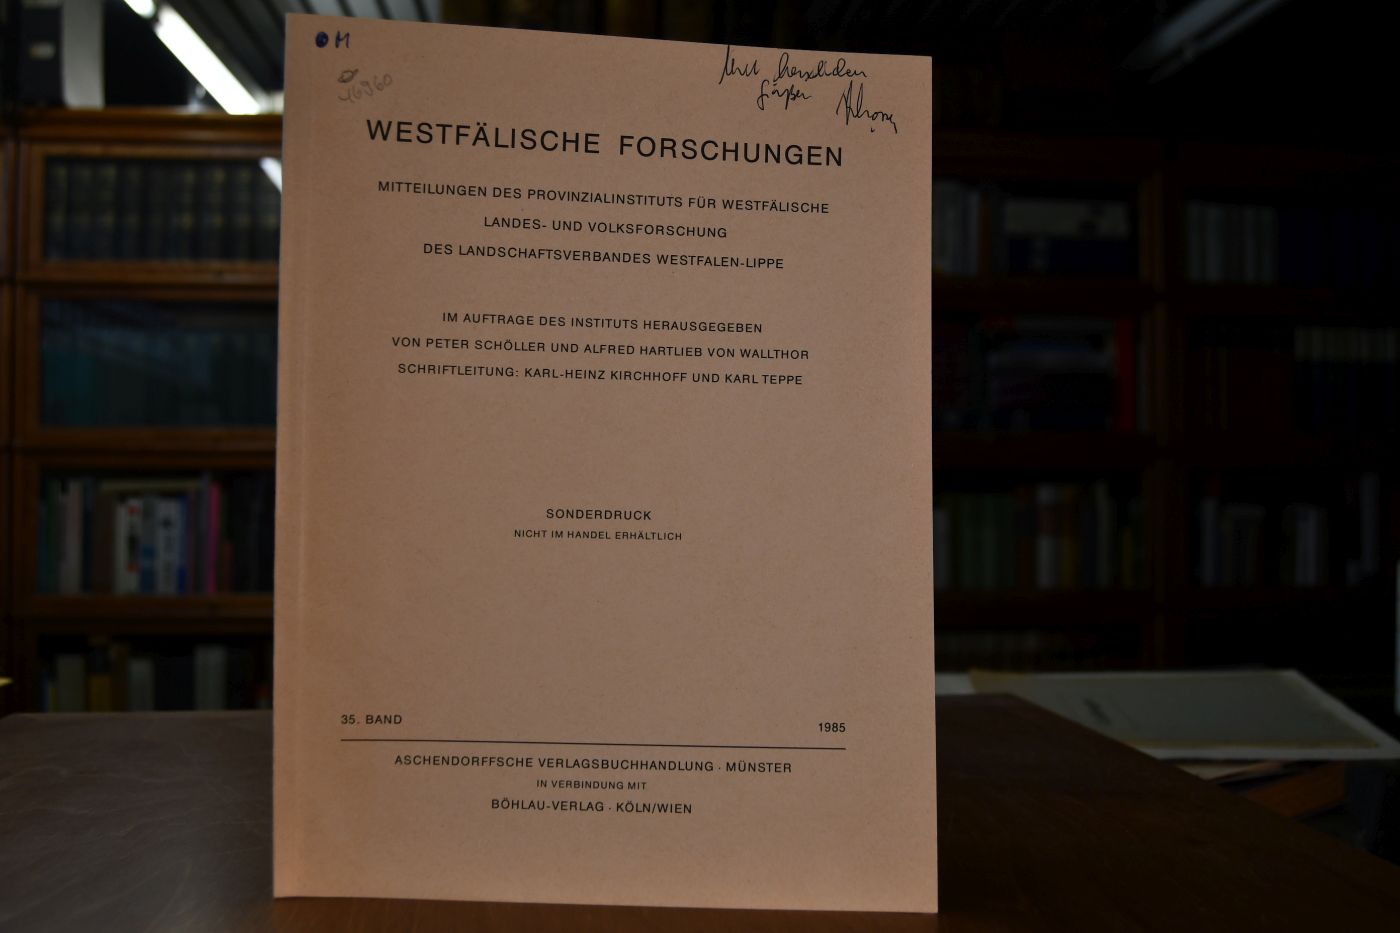 M
46960
Mit herzlichen
Grüßen
WESTFÄLISCHE FORSCHUNGEN
MITTEILUNGEN DES PROVINZIALINSTITUTS FÜR WESTFÄLISCHE
LANDES- UND VOLKSFORSCHUNG
DES LANDSCHAFTSVERBANDES WESTFALEN-LIPPE
IM AUFTRAGE DES INSTITUTS HERAUSGEGEBEN
VON PETER SCHÖLLER UND ALFRED HARTLIEB VON WALLTHOR
SCHRIFTLEITUNG: KARL-HEINZ KIRCHHOFF UND KARL TEPPE
SONDERDRUCK
NICHT IM HANDEL ERHÄLTLICH
35. BAND
1985
ASCHENDORFFSCHE VERLAGSBUCHHANDLUNG · MÜNSTER
IN VERBINDUNG MIT
BÖHLAU-VERLAG · KÖLN/WIEN